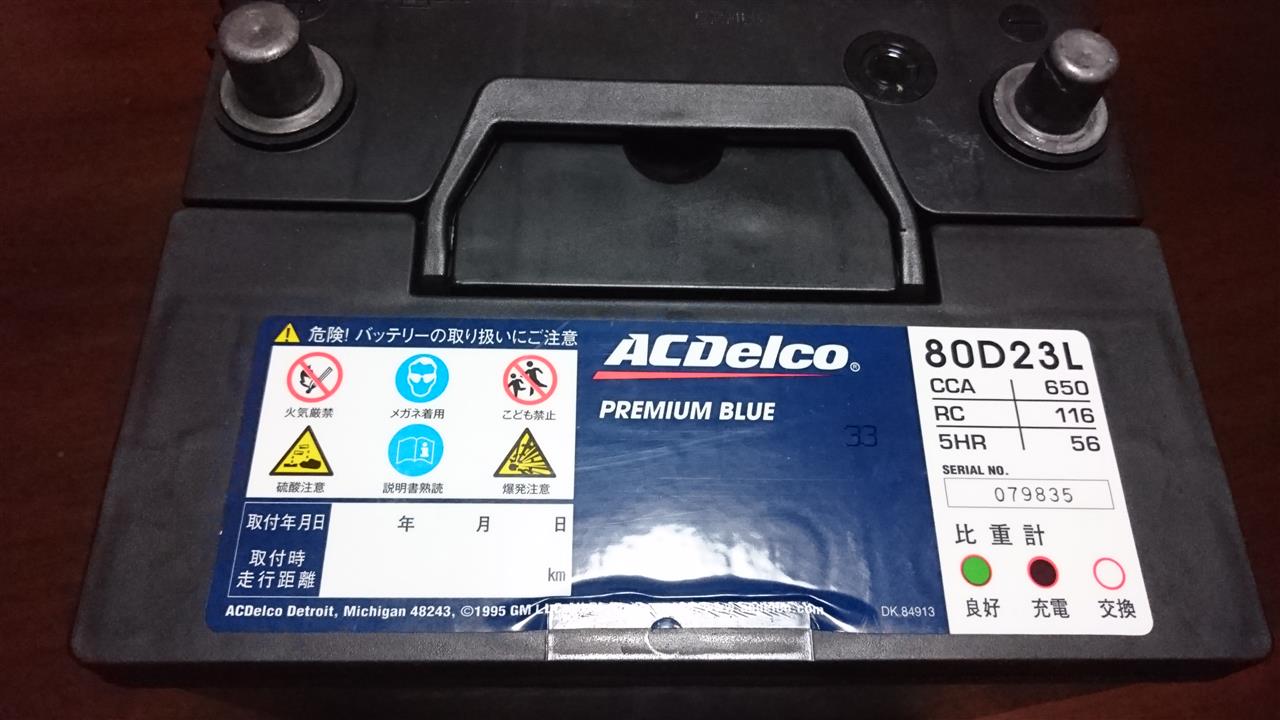 危険! バッテリーの取り扱いにご注意
火気厳禁
メガネ着用
こども禁止
硫酸注意
説明書熟読
爆発注意
取付年月日
年 月 日
取付時
走行距離
km
ACDelco Detroit, Michigan 48243, ©1995 GM
ACDelco®
PREMIUM BLUE
33
DK.84913
80D23L
CCA 650
RC 116
5HR 56
SERIAL NO.
079835
比重計
良好 充電 交換